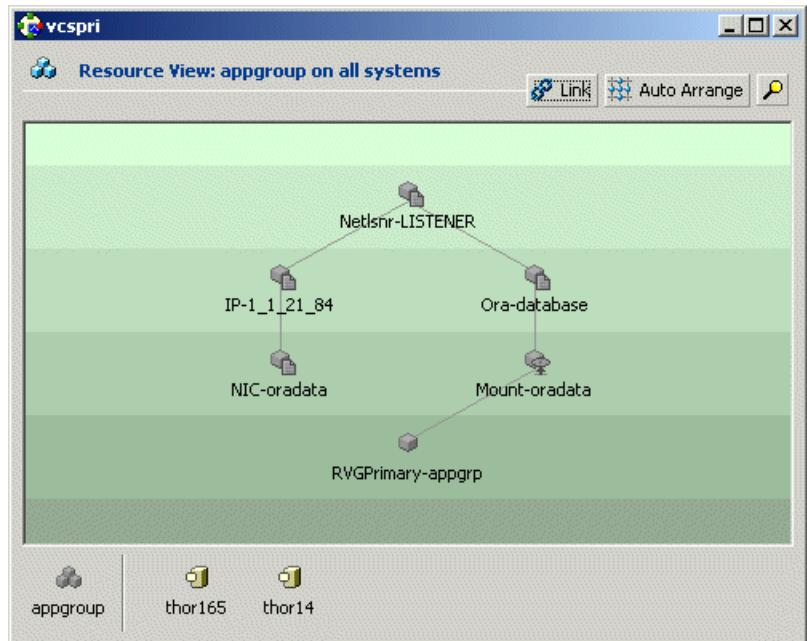 vcspri
Resource View: appgroup on all systems
Link
Auto Arrange
Netlsnr-LISTENER
IP-1_1_21_84
Ora-database
NIC-oradata
Mount-oradata
RVGPrimary-appgrp
appgroup
thor165
thor14